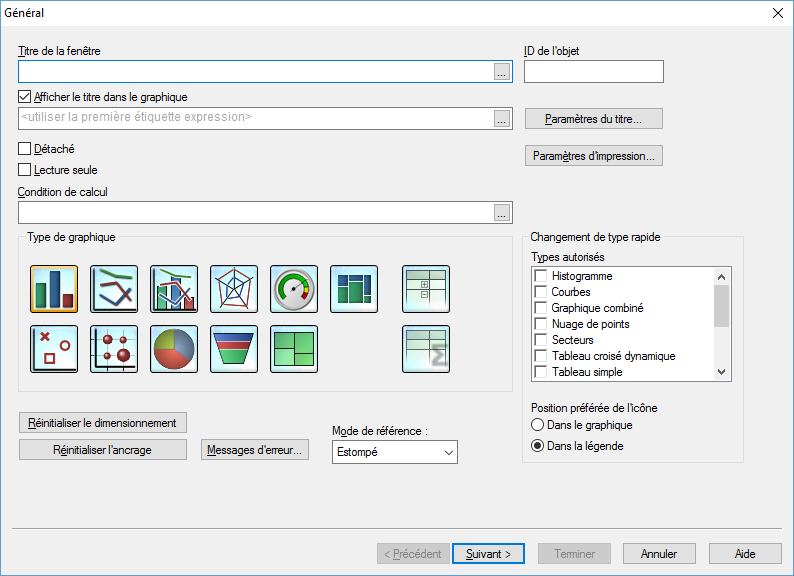 Général
Titre de la fenêtre
...
ID de l'objet
Afficher le titre dans le graphique
<utiliser la première étiquette expression>
...
Paramètres du titre...
Détaché
Lecture seule
Paramètres d'impression...
Condition de calcul
...
Type de graphique
Changement de type rapide
Types autorisés
Histogramme
Courbes
Graphique combiné
Nuage de points
Secteurs
Tableau croisé dynamique
Tableau simple
Position préférée de l'icône
Dans le graphique
Dans la légende
Réinitialiser le dimensionnement
Réinitialiser l'ancrage
Messages d'erreur...
Mode de référence :
Estompé
< Précédent
Suivant >
Terminer
Annuler
Aide